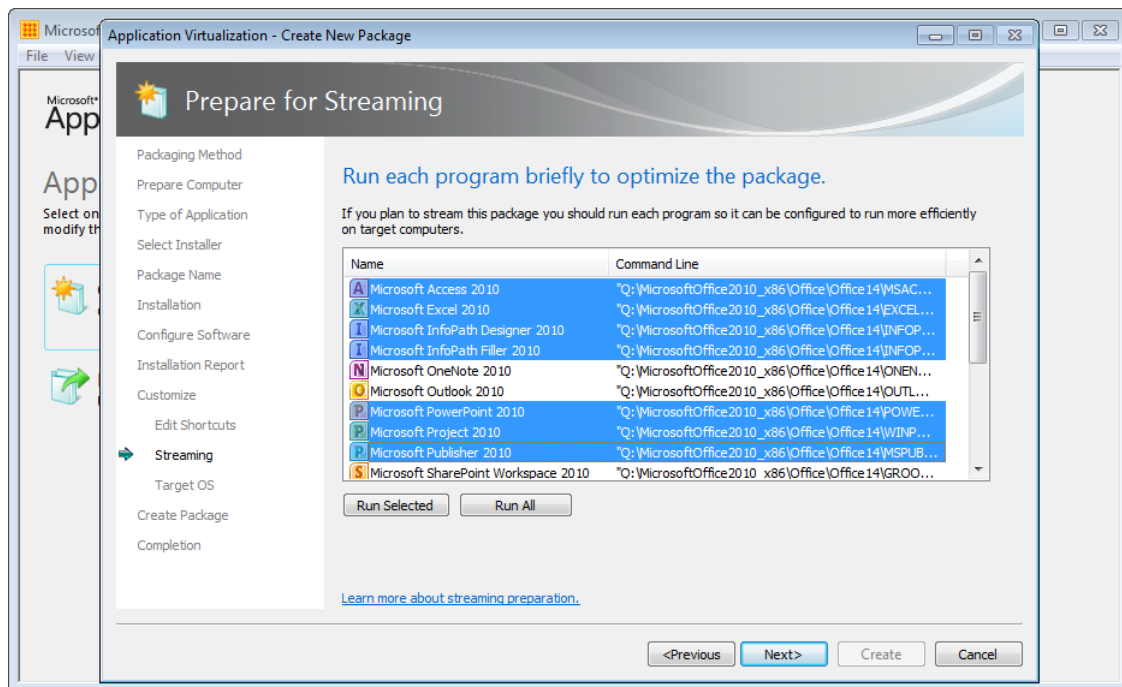 Microsof
Application Virtualization - Create New Package
File View
Microsoft
App
App
Select on
modify th
Prepare for Streaming
Packaging Method
Prepare Computer
Type of Application
Select Installer
Package Name
Installation
Configure Software
Installation Report
Customize
Edit Shortcuts
Streaming
Target OS
Create Package
Completion
Run each program briefly to optimize the package.
If you plan to stream this package you should run each program so it can be configured to run more efficiently
on target computers.
Name Command Line
Microsoft Access 2010 "Q:\MicrosoftOffice2010_x86\Office\Office14\MSAC...
Microsoft Excel 2010 "Q:\MicrosoftOffice2010_x86\Office\Office14\EXCEL...
Microsoft InfoPath Designer 2010 "Q:\MicrosoftOffice2010_x86\Office\Office14\INFOP...
Microsoft InfoPath Filler 2010 "Q:\MicrosoftOffice2010_x86\Office\Office14\INFOP...
Microsoft OneNote 2010 "Q:\MicrosoftOffice2010_x86\Office\Office14\ONEN...
Microsoft Outlook 2010 "Q:\MicrosoftOffice2010_x86\Office\Office14\OUTL...
Microsoft PowerPoint 2010 "Q:\MicrosoftOffice2010_x86\Office\Office14\POWE...
Microsoft Project 2010 "Q:\MicrosoftOffice2010_x86\Office\Office14\WINP...
Microsoft Publisher 2010 "Q:\MicrosoftOffice2010_x86\Office\Office14\MSPUB...
Microsoft SharePoint Workspace 2010 "Q:\MicrosoftOffice2010_x86\Office\Office14\GROO...
Run Selected Run All
Learn more about streaming preparation.
<Previous Next> Create Cancel